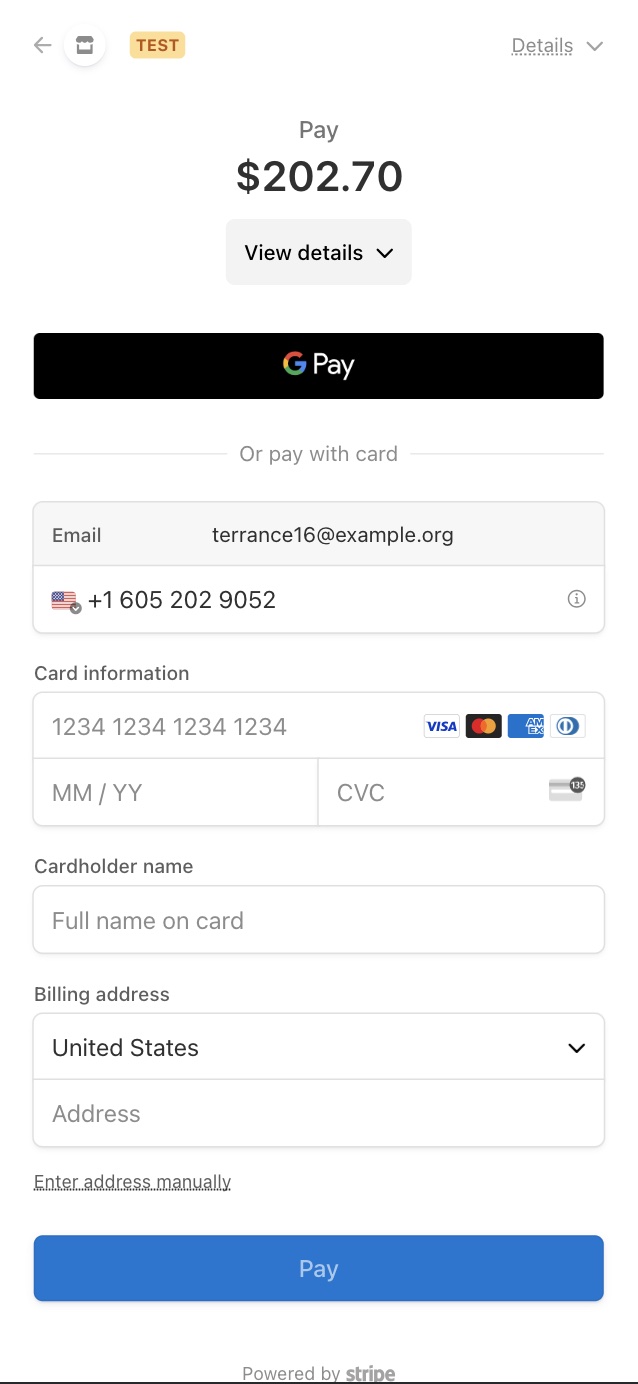 TEST
Details
Pay
$202.70
View details
G Pay
Or pay with card
Email terrance16@example.org
+1 605 202 9052
Card information
1234 1234 1234 1234 VISA AMEX
MM / YY CVC 135
Cardholder name
Full name on card
Billing address
United States
Address
Enter address manually
Pay
Powered by stripe